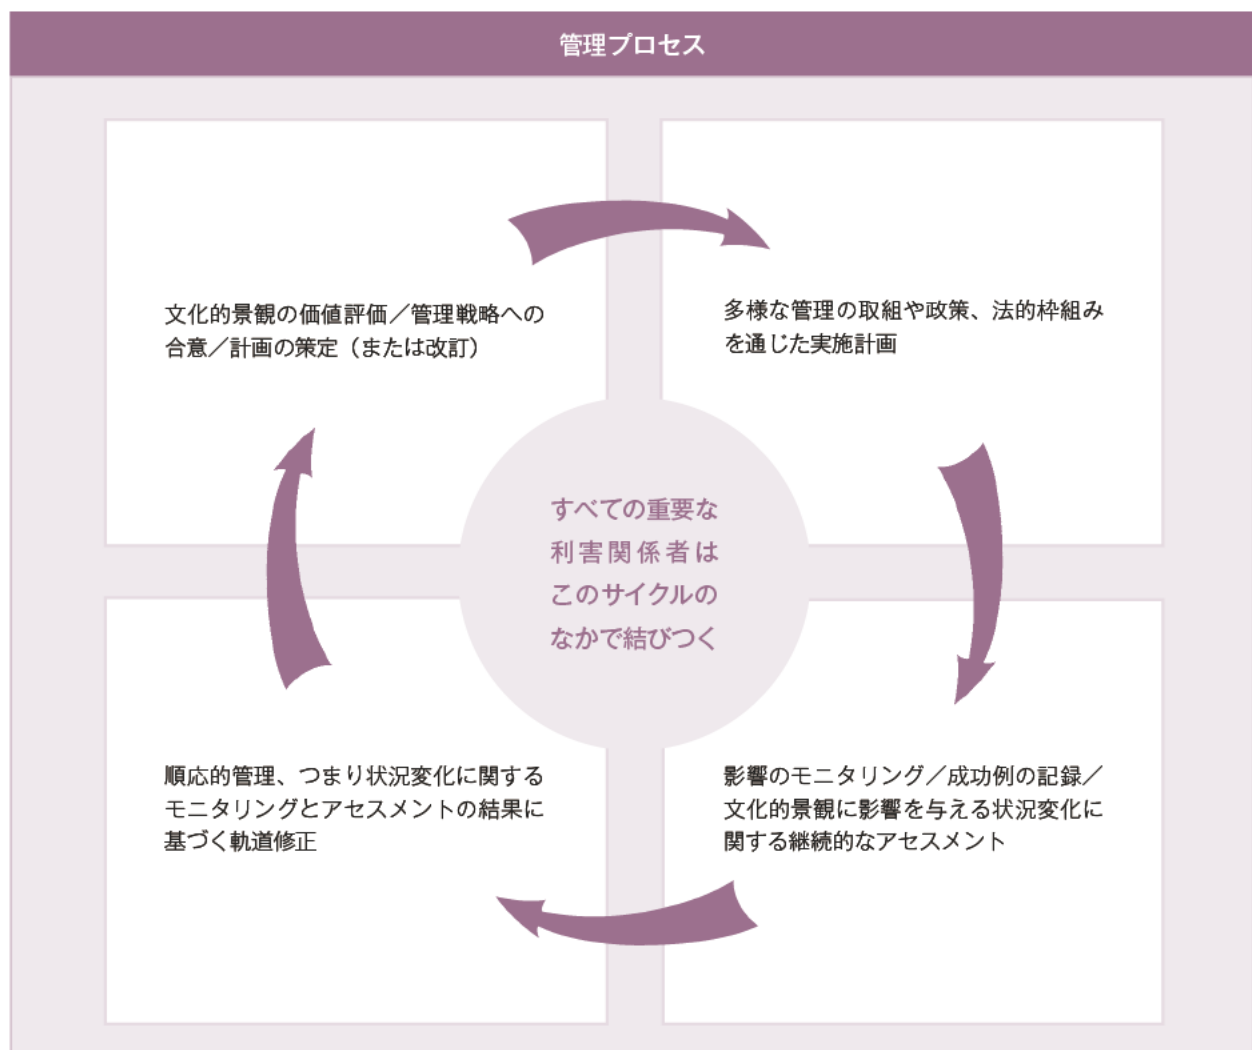 管理プロセス
文化的景観の価値評価／管理戦略への
合意／計画の策定（または改訂）
多様な管理の取組や政策、法的枠組み
を通じた実施計画
すべての重要な
利害関係者は
このサイクルの
なかで結びつく
順応的管理、つまり状況変化に関する
モニタリングとアセスメントの結果に
基づく軌道修正
影響のモニタリング／成功例の記録／
文化的景観に影響を与える状況変化に
関する継続的なアセスメント